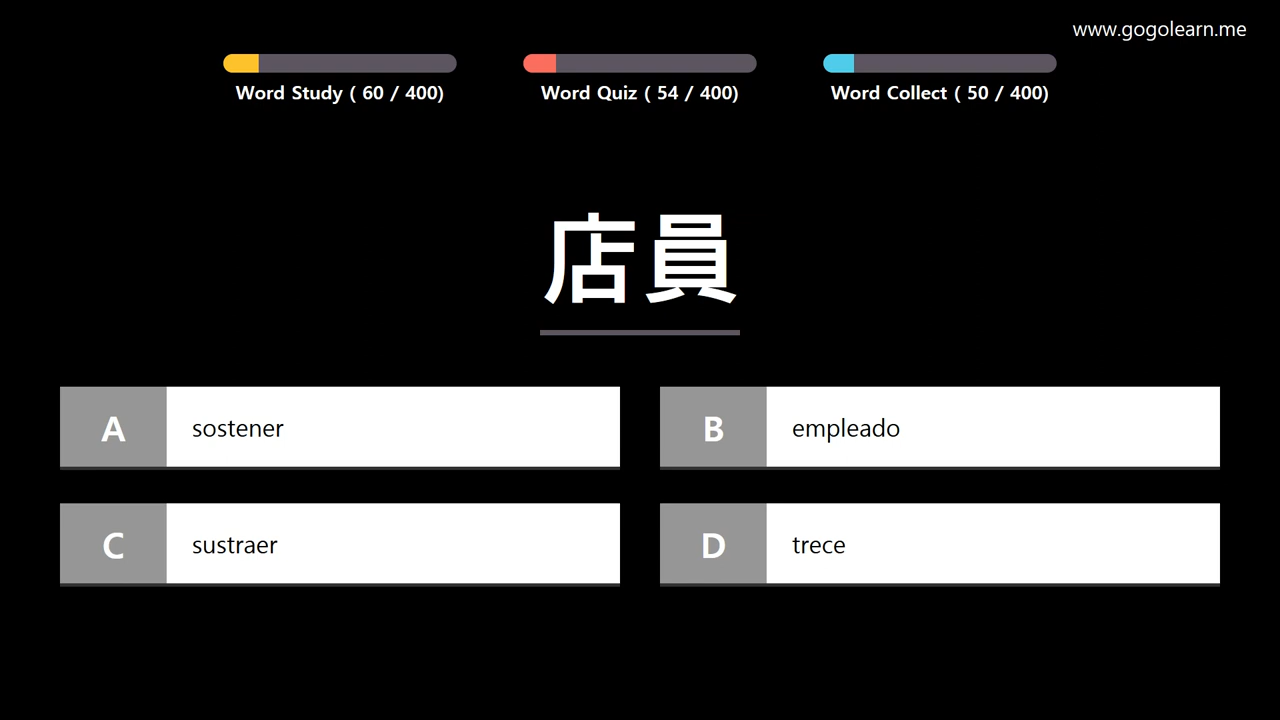 www.gogolearn.me
Word Study ( 60 / 400)
Word Quiz ( 54 / 400)
Word Collect ( 50 / 400)
店員
A
sostener
B
empleado
C
sustraer
D
trece